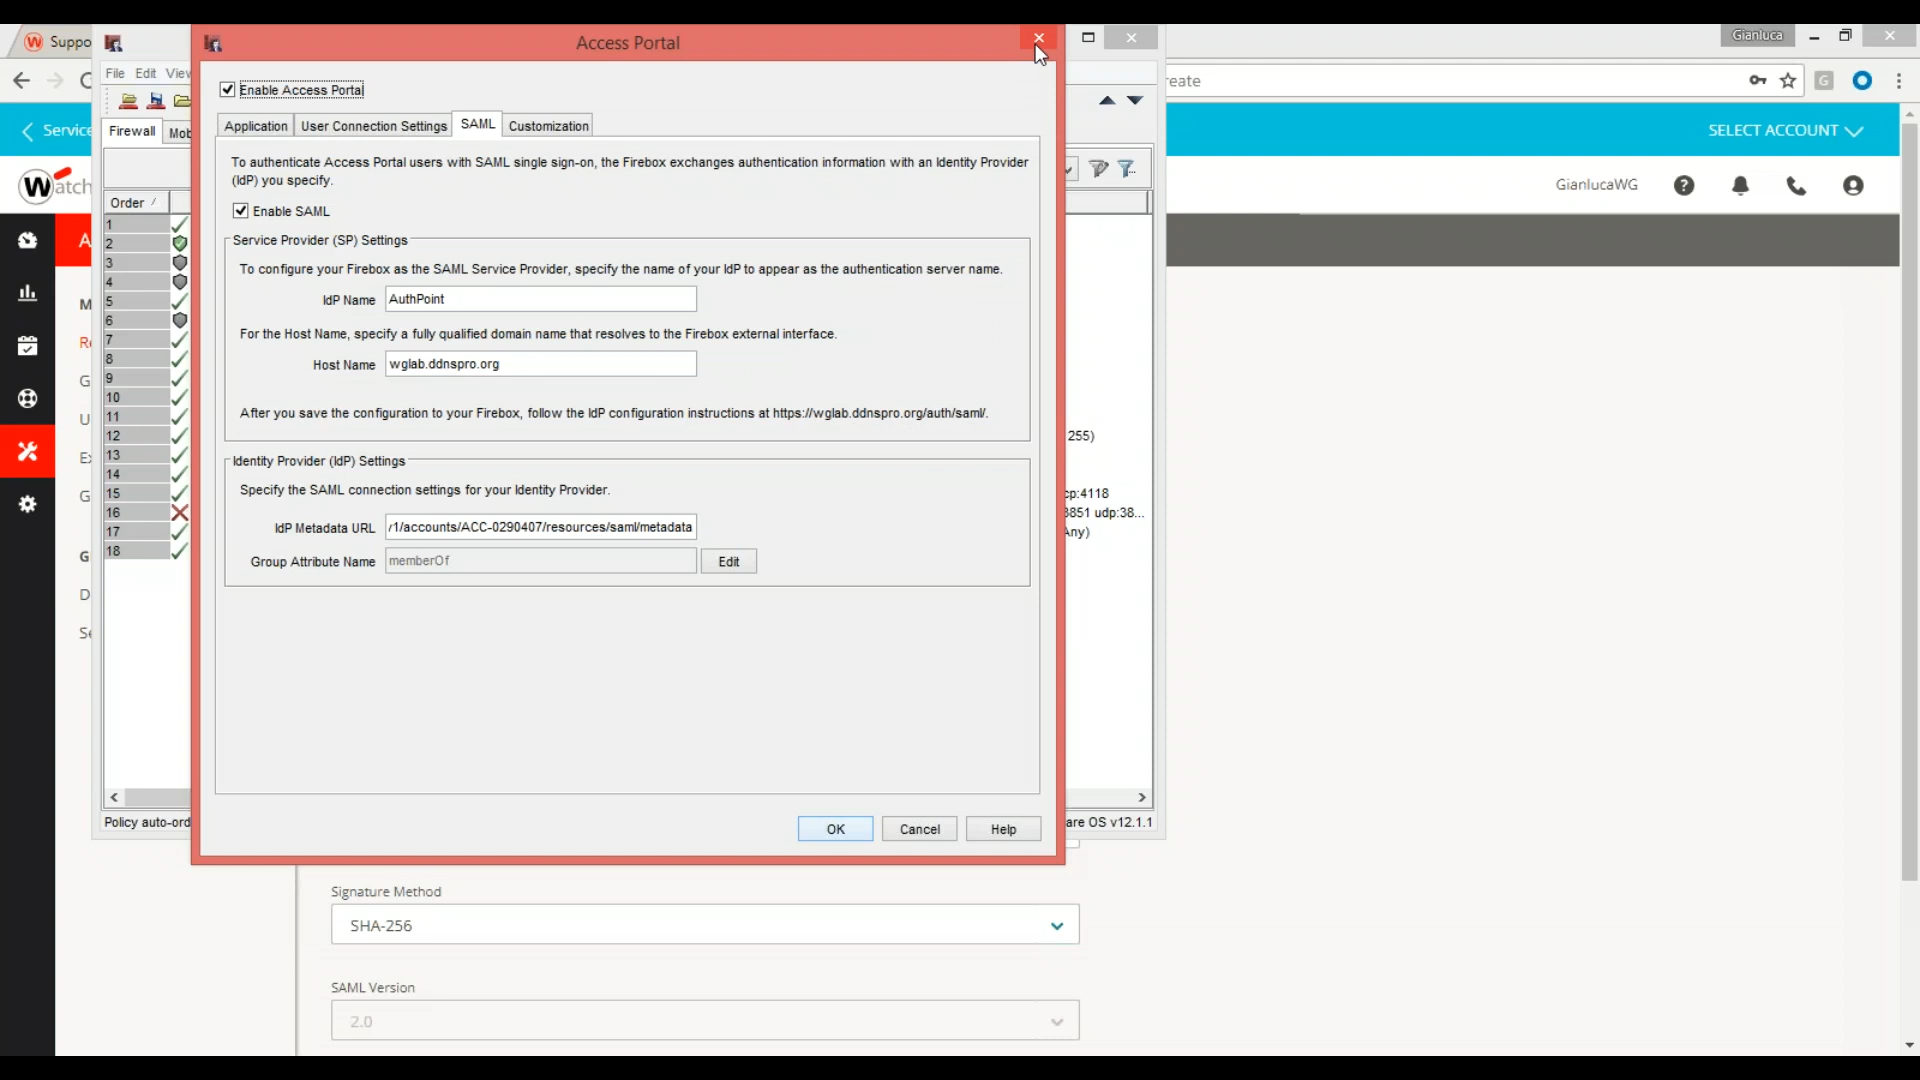 Suppo
Access Portal
Gianluca
File Edit View
Enable Access Portal
reate
Service
Firewall Mob
Application User Connection Settings SAML Customization
SELECT ACCOUNT
To authenticate Access Portal users with SAML single sign-on, the Firebox exchanges authentication information with an Identity Provider
(IdP) you specify.
Watch
GianlucaWG
Order
Enable SAML
1
2
3
4
5
6
7
8
9
10
11
12
13
14
15
16
17
18
Service Provider (SP) Settings
To configure your Firebox as the SAML Service Provider, specify the name of your IdP to appear as the authentication server name.
IdP Name AuthPoint
For the Host Name, specify a fully qualified domain name that resolves to the Firebox external interface.
Host Name wglab.ddnspro.org
After you save the configuration to your Firebox, follow the IdP configuration instructions at https://wglab.ddnspro.org/auth/saml/.
Identity Provider (IdP) Settings
Specify the SAML connection settings for your Identity Provider.
IdP Metadata URL /1/accounts/ACC-0290407/resources/saml/metadata
Group Attribute Name memberOf Edit
255)
cp:4118
3851 udp:38...
Any)
A
M
Re
G
U
Ex
G
G
D
Se
Policy auto-ord
OK Cancel Help
are OS v12.1.1
Signature Method
SHA-256
SAML Version
2.0